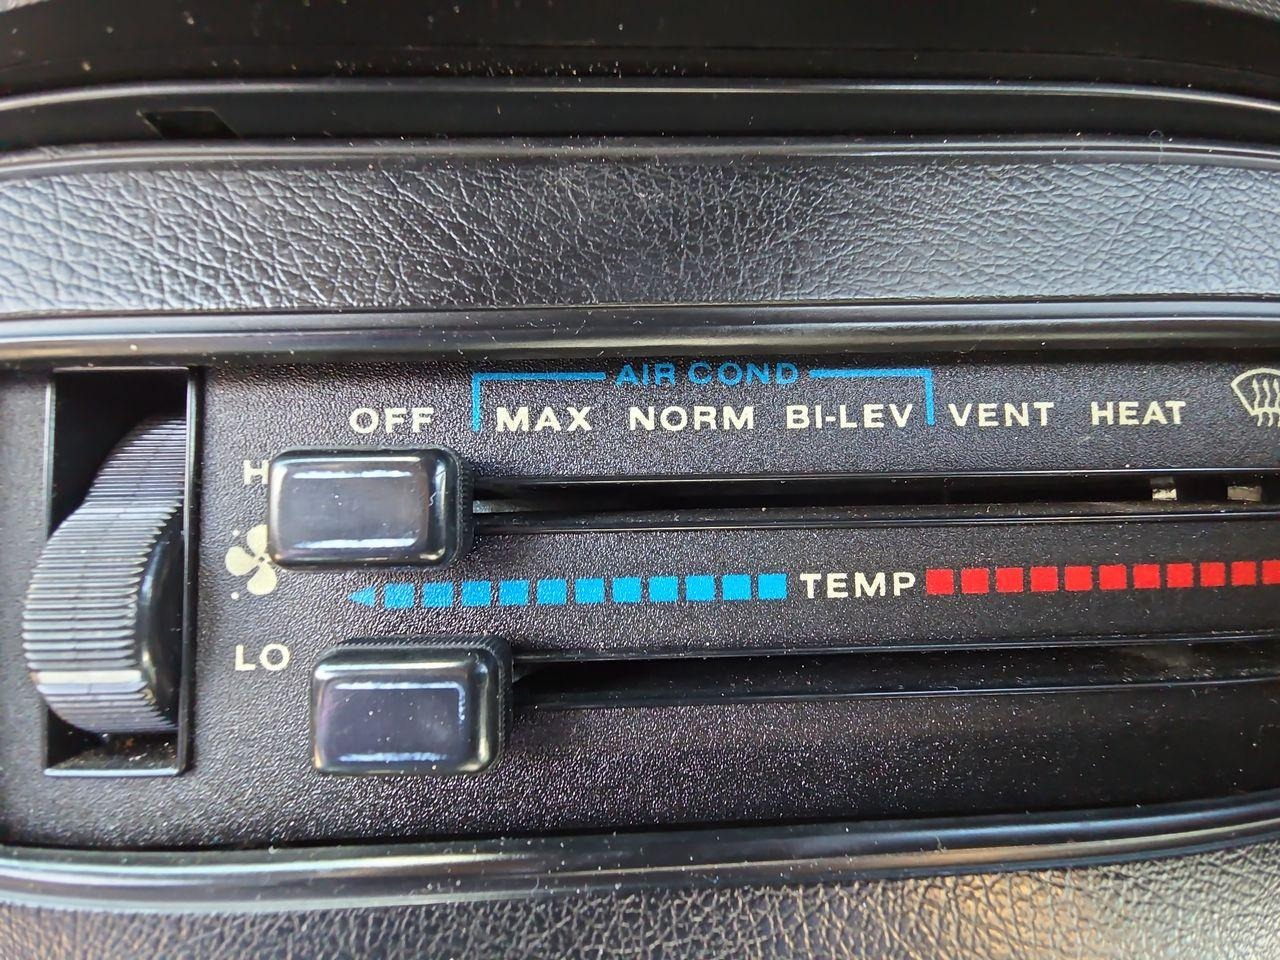 AIR COND
OFF MAX NORM BI-LEV VENT HEAT
TEMP
LO